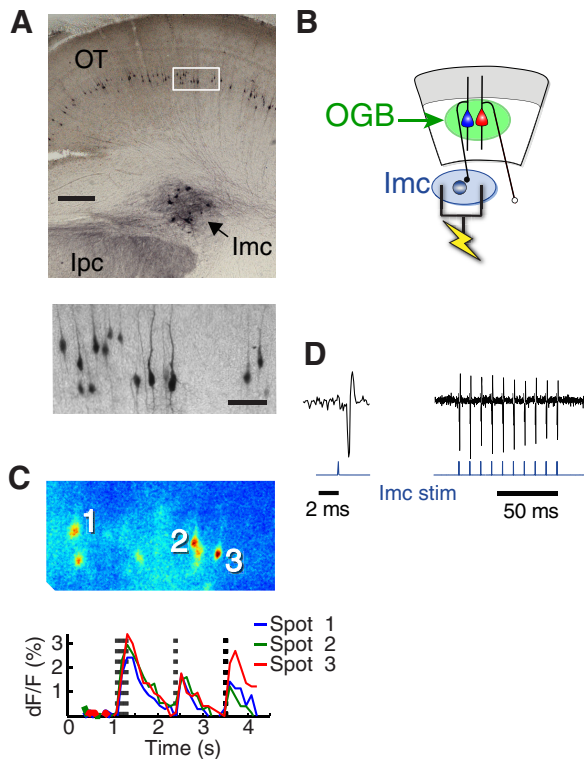 A
OT
Imc
Ipc
B
OGB
Imc
D
2 ms
Imc stim
50 ms
C
1
2
3
Spot 1
Spot 2
Spot 3
dF/F (%)
3
2
1
0
1
2
3
4
Time (s)